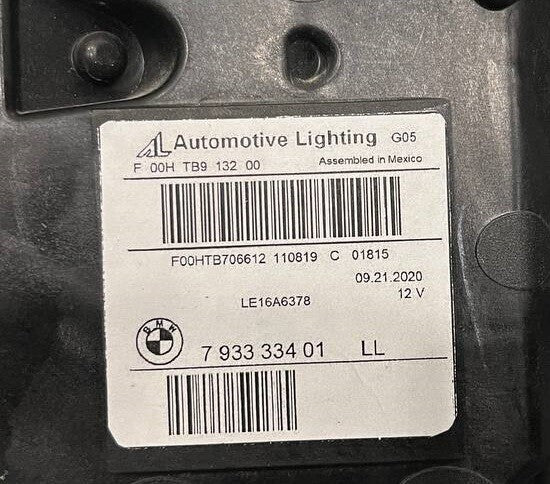 AL Automotive Lighting G05
F 00H TB9 132 00 Assembled in Mexico
F00HTB706612 110819 C 01815
09.21.2020
LE16A6378 12 V
BMW 7 933 334 01 LL